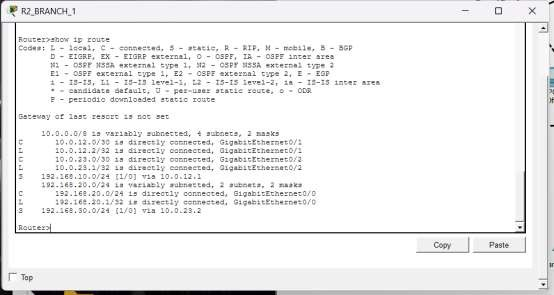 R2_BRANCH_1
Router>show ip route
Codes: L - local, C - connected, S - static, R - RIP, M - mobile, B - BGP
D - EIGRP, EX - EIGRP external, O - OSPF, IA - OSPF inter area
N1 - OSPF NSSA external type 1, N2 - OSPF NSSA external type 2
E1 - OSPF external type 1, E2 - OSPF external type 2, E - EGP
i - IS-IS, L1 - IS-IS level-1, L2 - IS-IS level-2, ia - IS-IS inter area
* - candidate default, U - per-user static route, o - ODR
P - periodic downloaded static route
Gateway of last resort is not set
10.0.0.0/8 is variably subnetted, 4 subnets, 2 masks
C 10.0.12.0/30 is directly connected, GigabitEthernet0/1
L 10.0.12.2/32 is directly connected, GigabitEthernet0/1
C 10.0.23.0/30 is directly connected, GigabitEthernet0/2
L 10.0.23.1/32 is directly connected, GigabitEthernet0/2
S 192.168.10.0/24 [1/0] via 10.0.12.1
192.168.20.0/24 is variably subnetted, 2 subnets, 2 masks
C 192.168.20.0/24 is directly connected, GigabitEthernet0/0
L 192.168.20.1/32 is directly connected, GigabitEthernet0/0
S 192.168.30.0/24 [1/0] via 10.0.23.2
Router>
Copy
Paste
Top